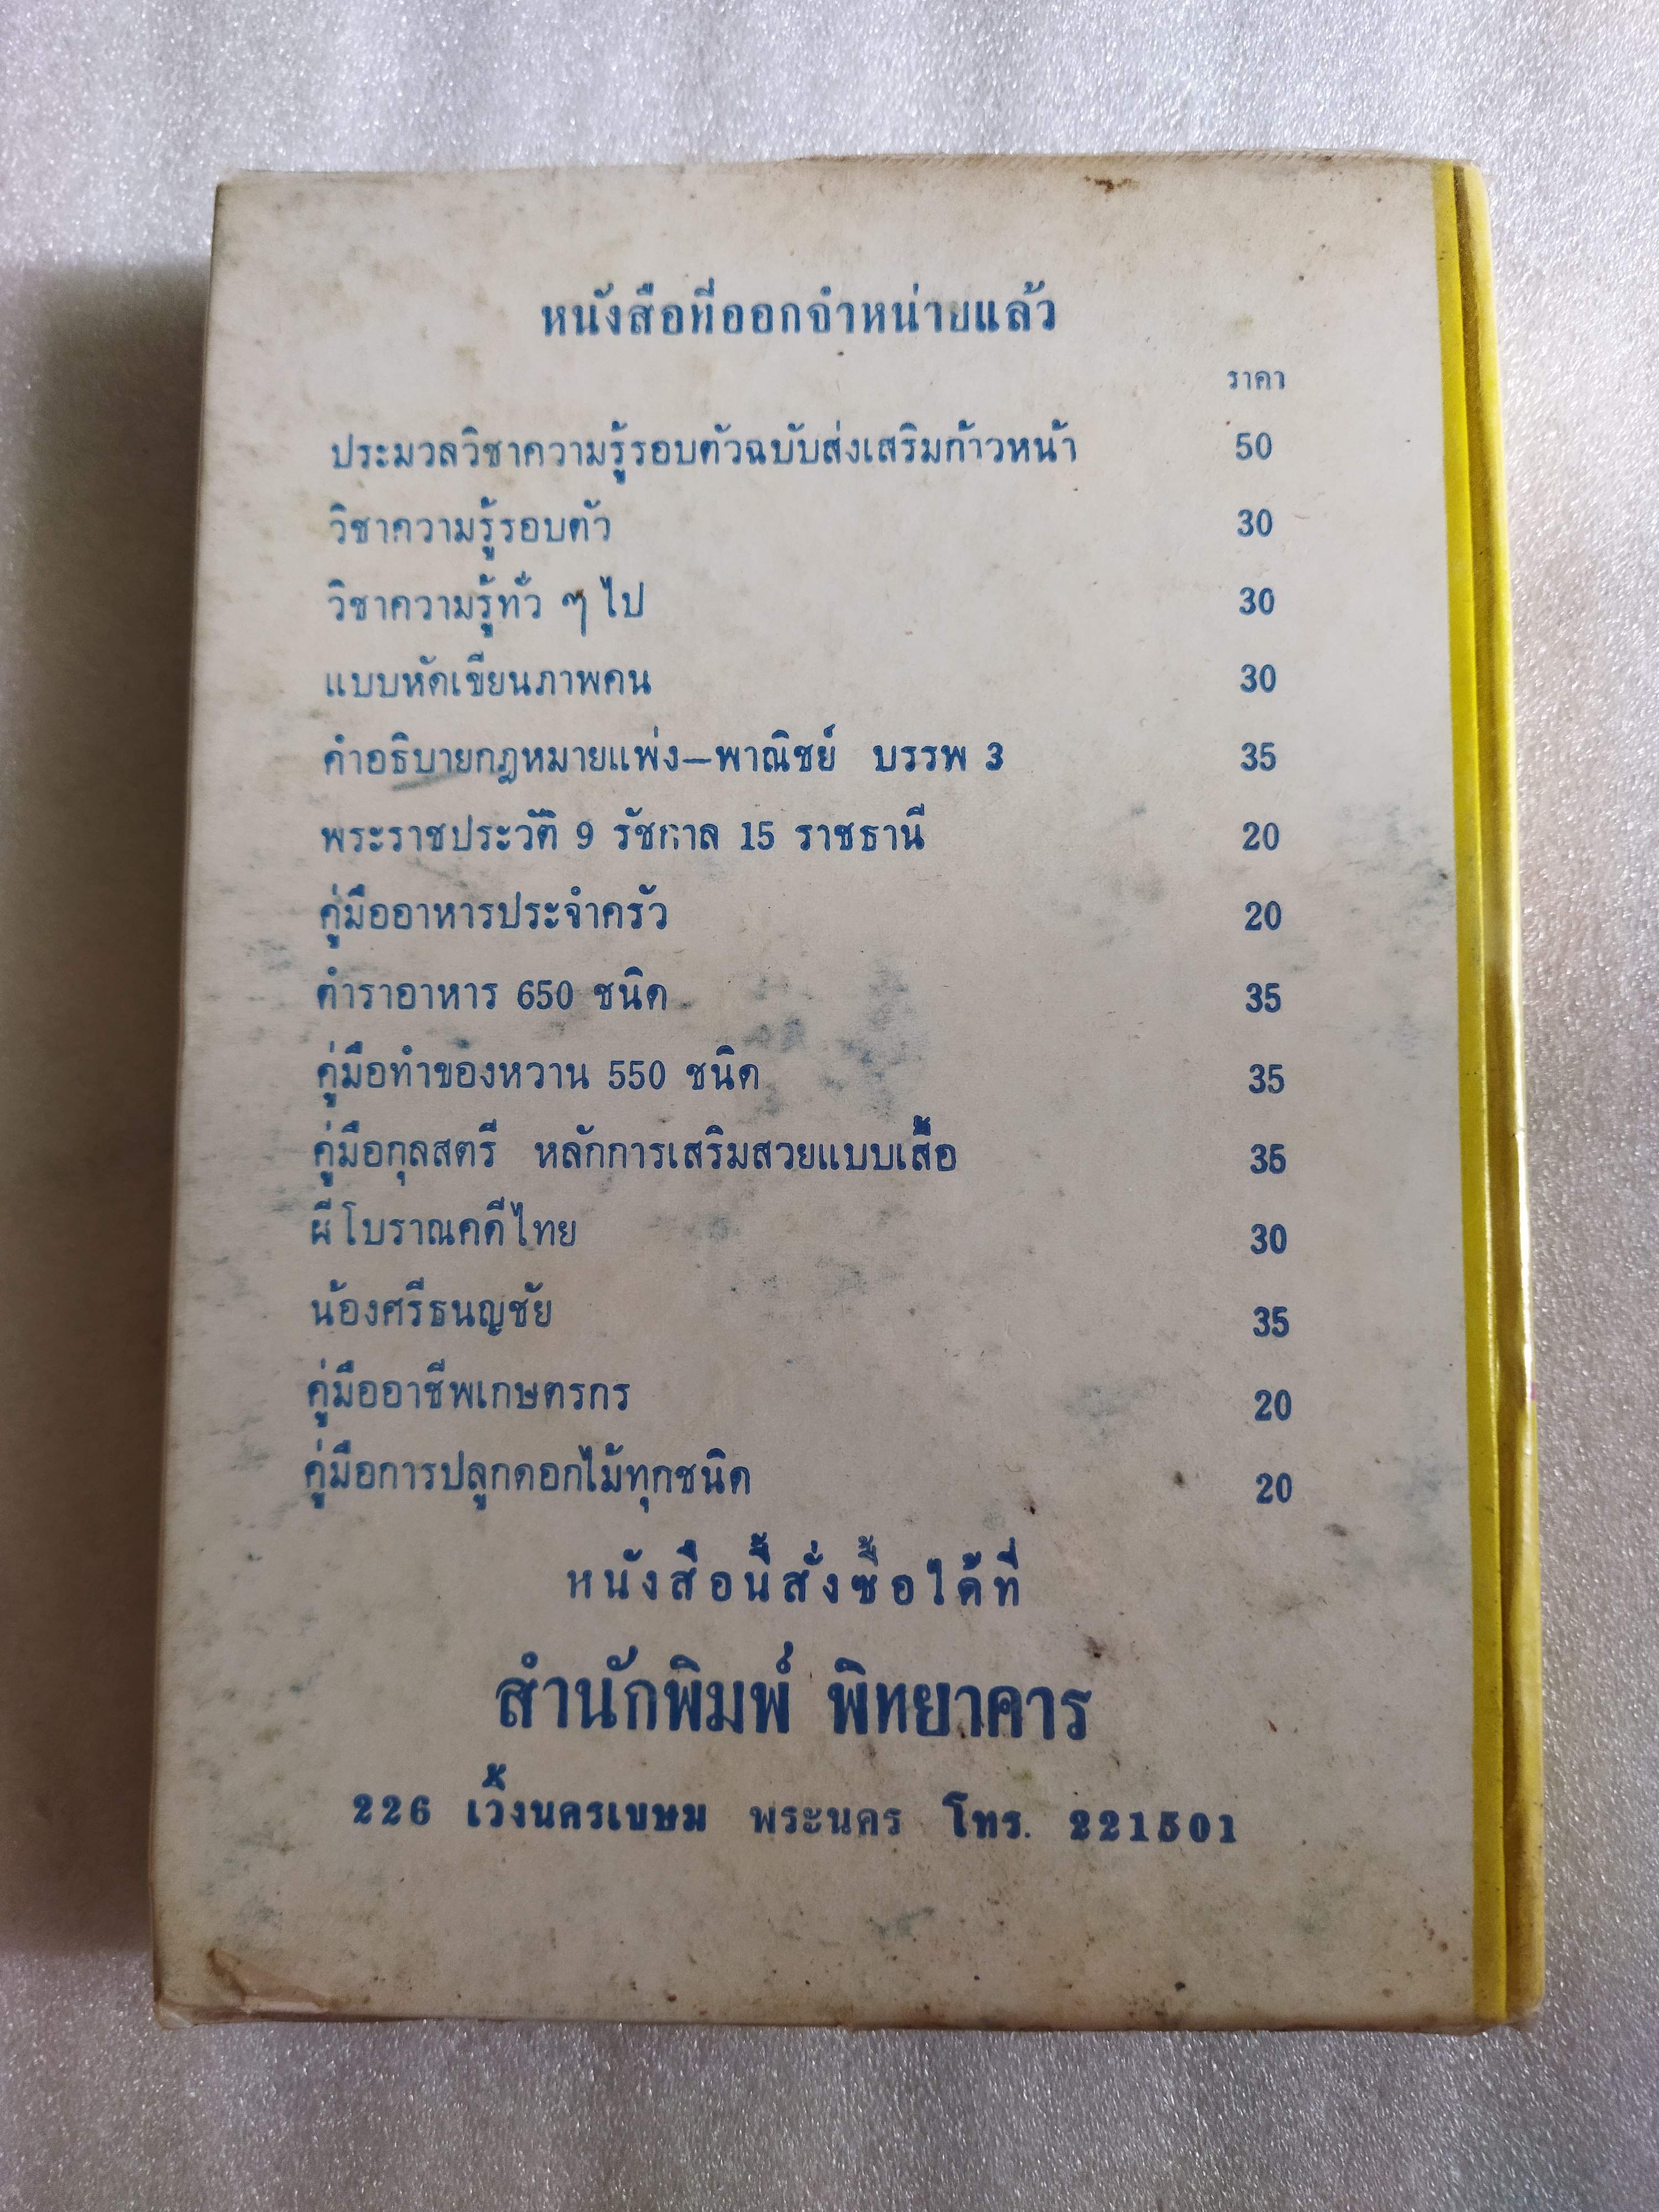 หนังสือที่ออกจำหน่ายแล้ว
ราคา
ประมวลวิชาความรู้รอบตัวฉบับส่งเสริมก้าวหน้า 50
วิชาความรู้รอบตัว 30
วิชาความรู้ทั่ว ๆ ไป 30
แบบหัดเขียนภาพคน 30
คำอธิบายกฎหมายแพ่ง—พาณิชย์ บรรพ 3 35
พระราชประวัติ 9 รัชกาล 15 ราชธานี 20
คู่มืออาหารประจำครัว 20
ตำราอาหาร 650 ชนิด 35
คู่มือทำของหวาน 550 ชนิด 35
คู่มือกุลสตรี หลักการเสริมสวยแบบเสื้อ 35
ผีโบราณคดีไทย 30
น้องศรีธนญชัย 35
คู่มืออาชีพเกษตรกร 20
คู่มือการปลูกดอกไม้ทุกชนิด 20
หนังสือนี้สั่งซื้อได้ที่
สำนักพิมพ์ พิทยาคาร
226 เวิ้งนครเขษม พระนคร โทร. 221501